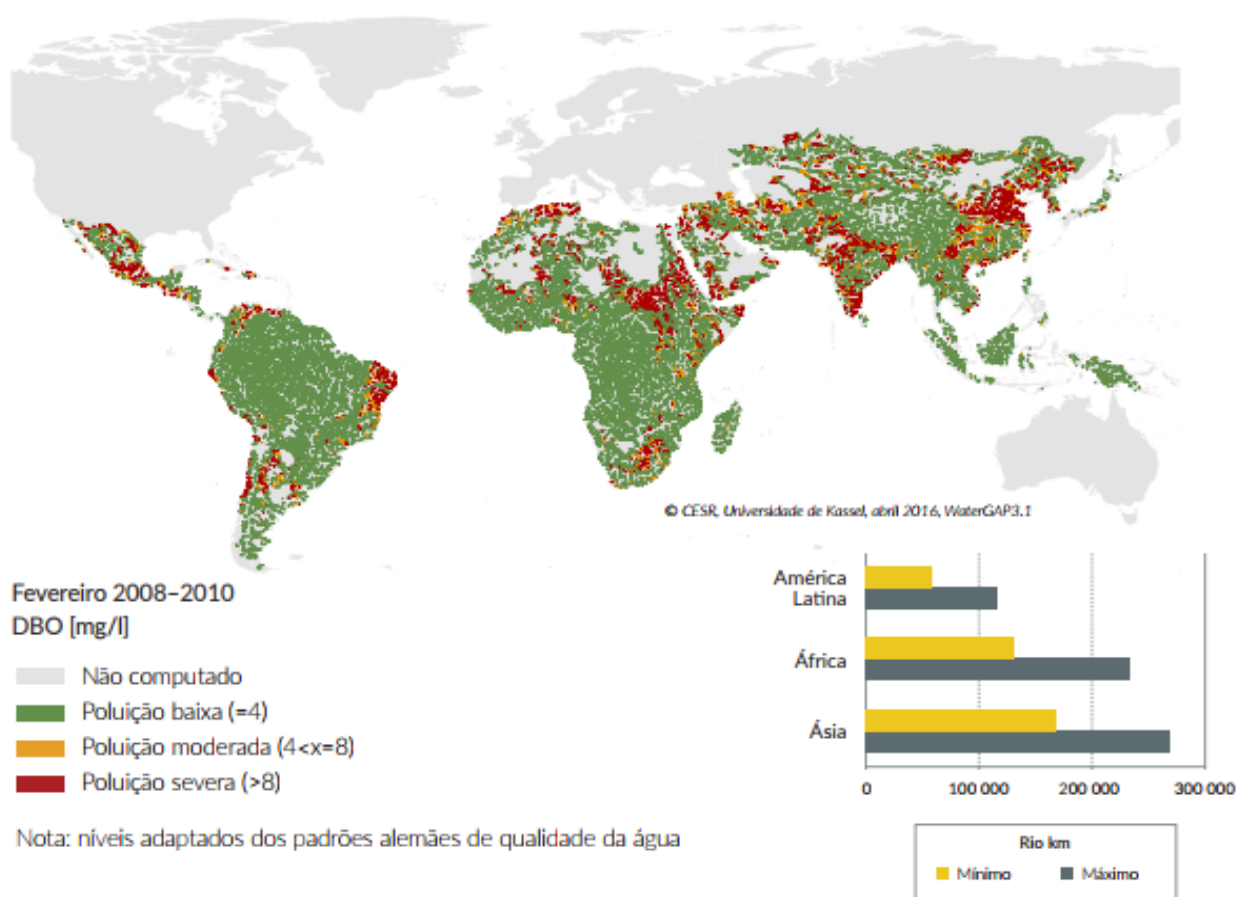 © CESR, Universidade de Kassel, abril 2016, WaterGAP3.1
Fevereiro 2008–2010
DBO [mg/l]
Não computado
Poluição baixa (=4)
Poluição moderada (4<x=8)
Poluição severa (>8)
Nota: níveis adaptados dos padrões alemães de qualidade da água
América
Latina
África
Ásia
0 100 000 200 000 300 000
Rio km
Mínimo Máximo